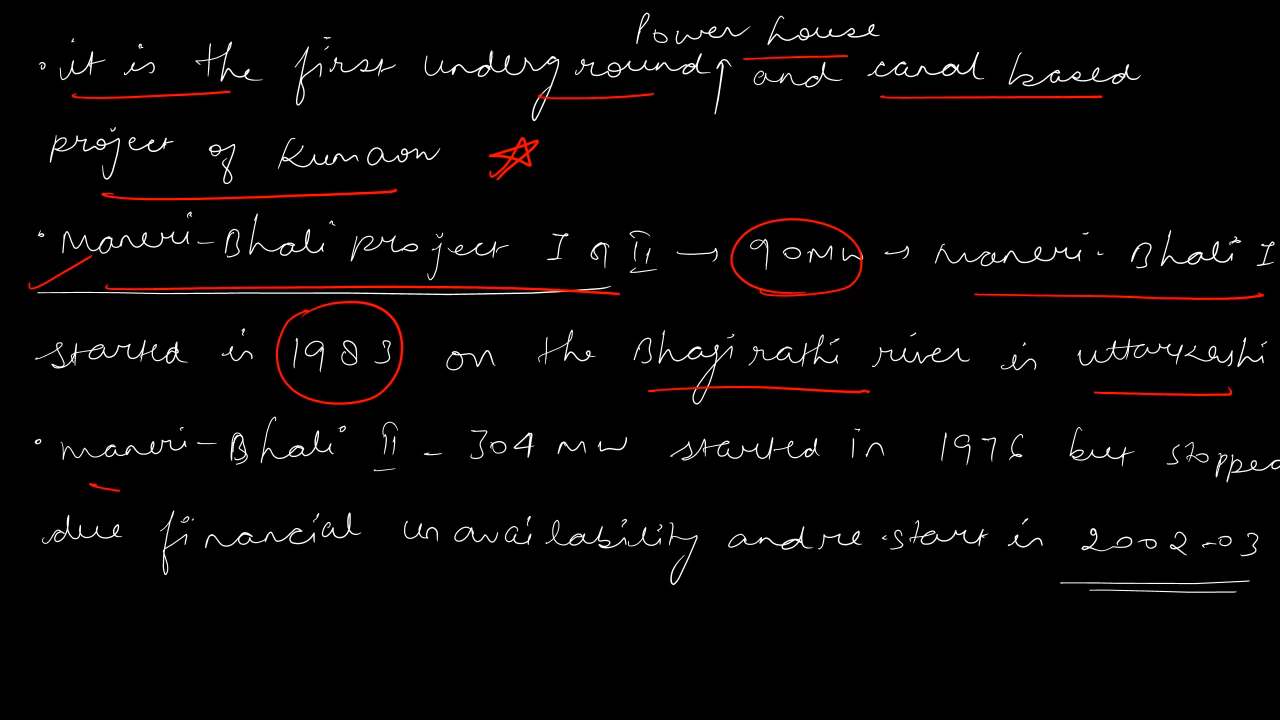 Power house
• it is the first underground ↑ and canal based
project of Kumaon
• Maneri-Bhali project I & II → 90MW → Maneri-Bhali I
started in 1983 on the Bhagirathi river in uttarkashi
• Maneri-Bhali II - 304 MW started in 1976 but stopped
due financial unavailability and re-start in 2002-03